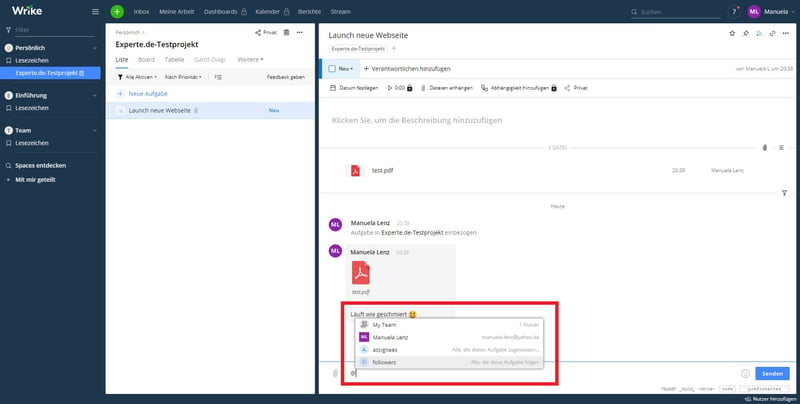 Wrike
Inbox
Meine Arbeit
Dashboards
Kalender
Berichte
Stream
Suchen
?
ML
Manuela
Filter
Persönlich
Lesezeichen
Experte.de-Testprojekt
Einführung
Lesezeichen
T
Team
Lesezeichen
Spaces entdecken
Mit mir geteilt
Persönlich
Privat
Experte.de-Testprojekt
Liste
Board
Tabelle
Gantt-Diagr
Weitere
Alle Aktiven
Nach Priorität
Feedback geben
Neue Aufgabe
Launch neue Webseite
Neu
Launch neue Webseite
Experte.de-Testprojekt
+
Neu
+ Verantwortlichen hinzufügen
von Manuela L um 20:38
Datum festlegen
0:00
Dateien anhängen
Abhängigkeit hinzufügen
Privat
Klicken Sie, um die Beschreibung hinzuzufügen
1 DATEI
test.pdf
20:39
Manuela Lenz
Heute
ML
Manuela Lenz 20:39
Aufgabe in Experte.de-Testprojekt einbezogen
ML
Manuela Lenz 20:39
test.pdf
Läuft wie geschmiert 😃
My Team
1 Nutzer
ML
Manuela Lenz
manuela.lenz@yahoo.de
assignees
Alle, die dieser Aufgabe zugewiesen...
followers
Alle, die diese Aufgabe folgen
@
Senden
*bold*
_italic_
~strike~
code
preformatted
Nutzer hinzufügen